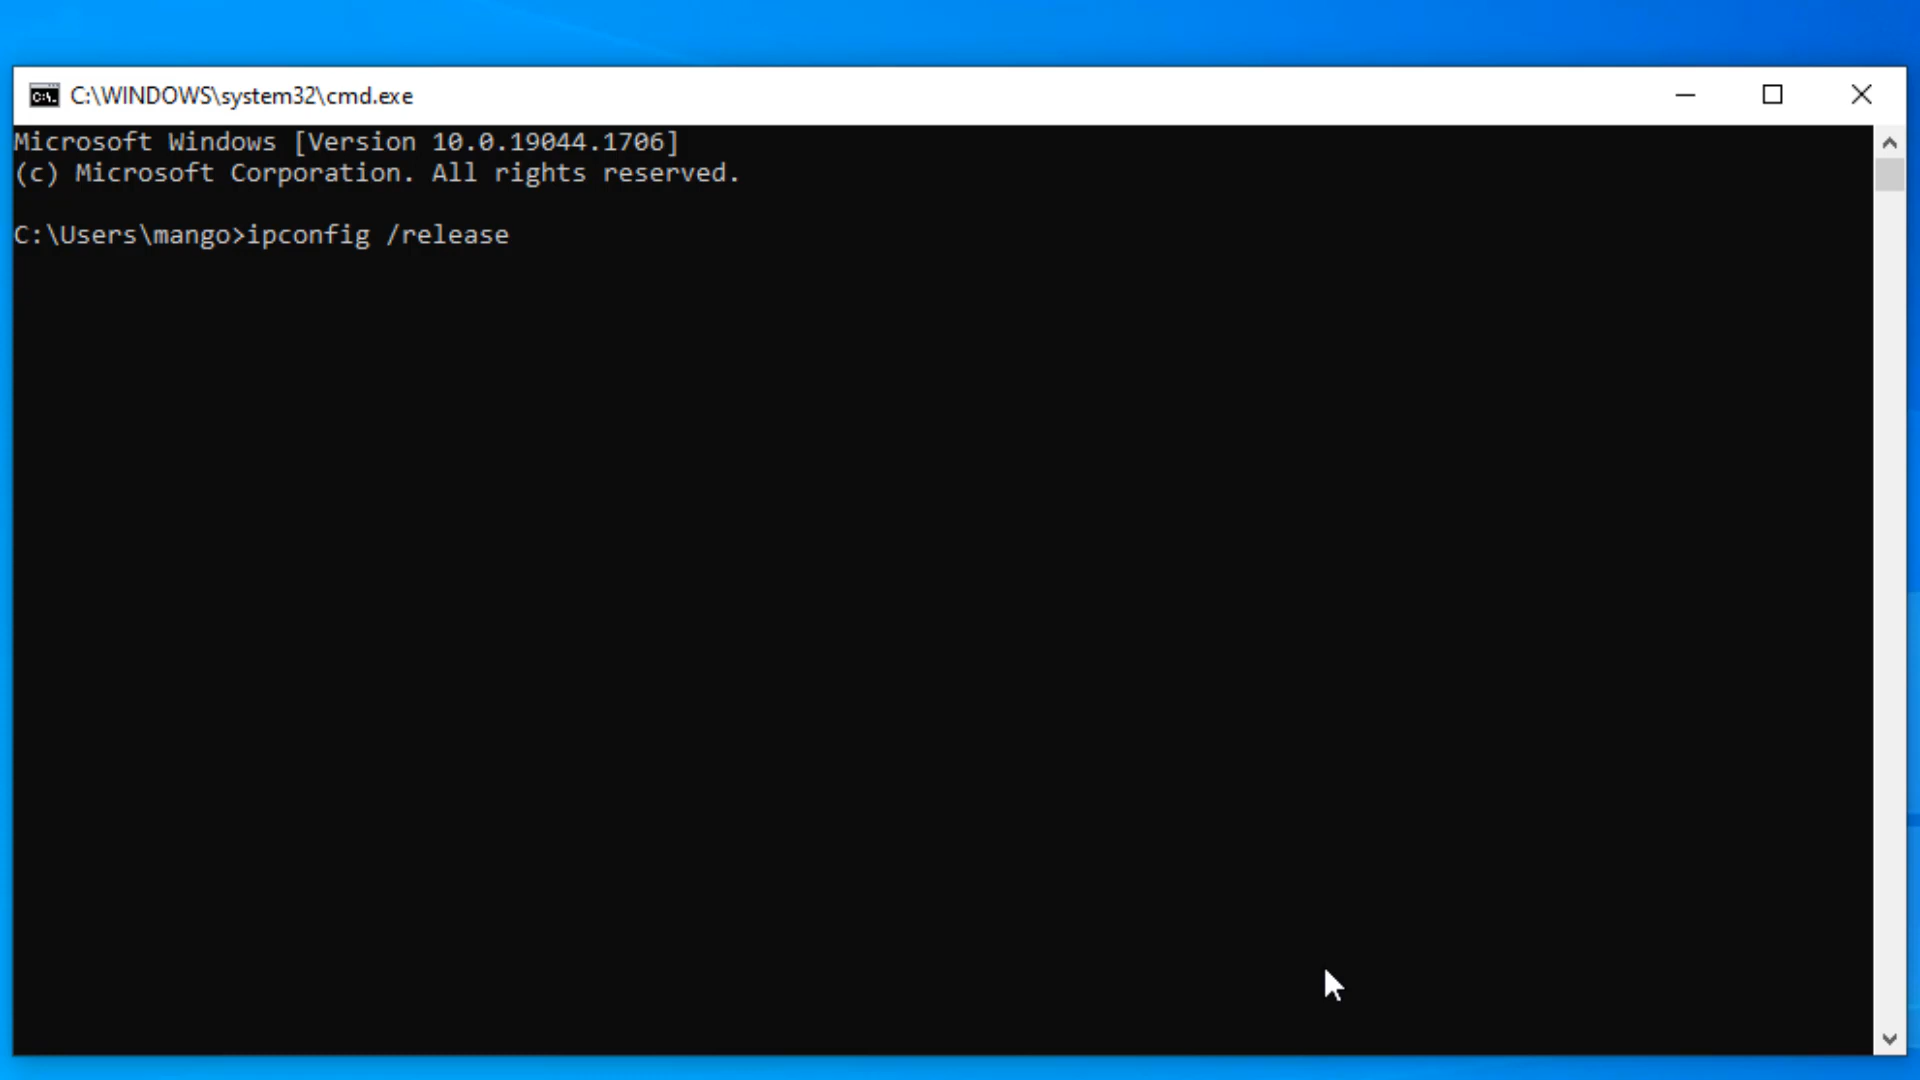 C:\WINDOWS\system32\cmd.exe
Microsoft Windows [Version 10.0.19044.1706]
(c) Microsoft Corporation. All rights reserved.
C:\Users\mango>ipconfig /release